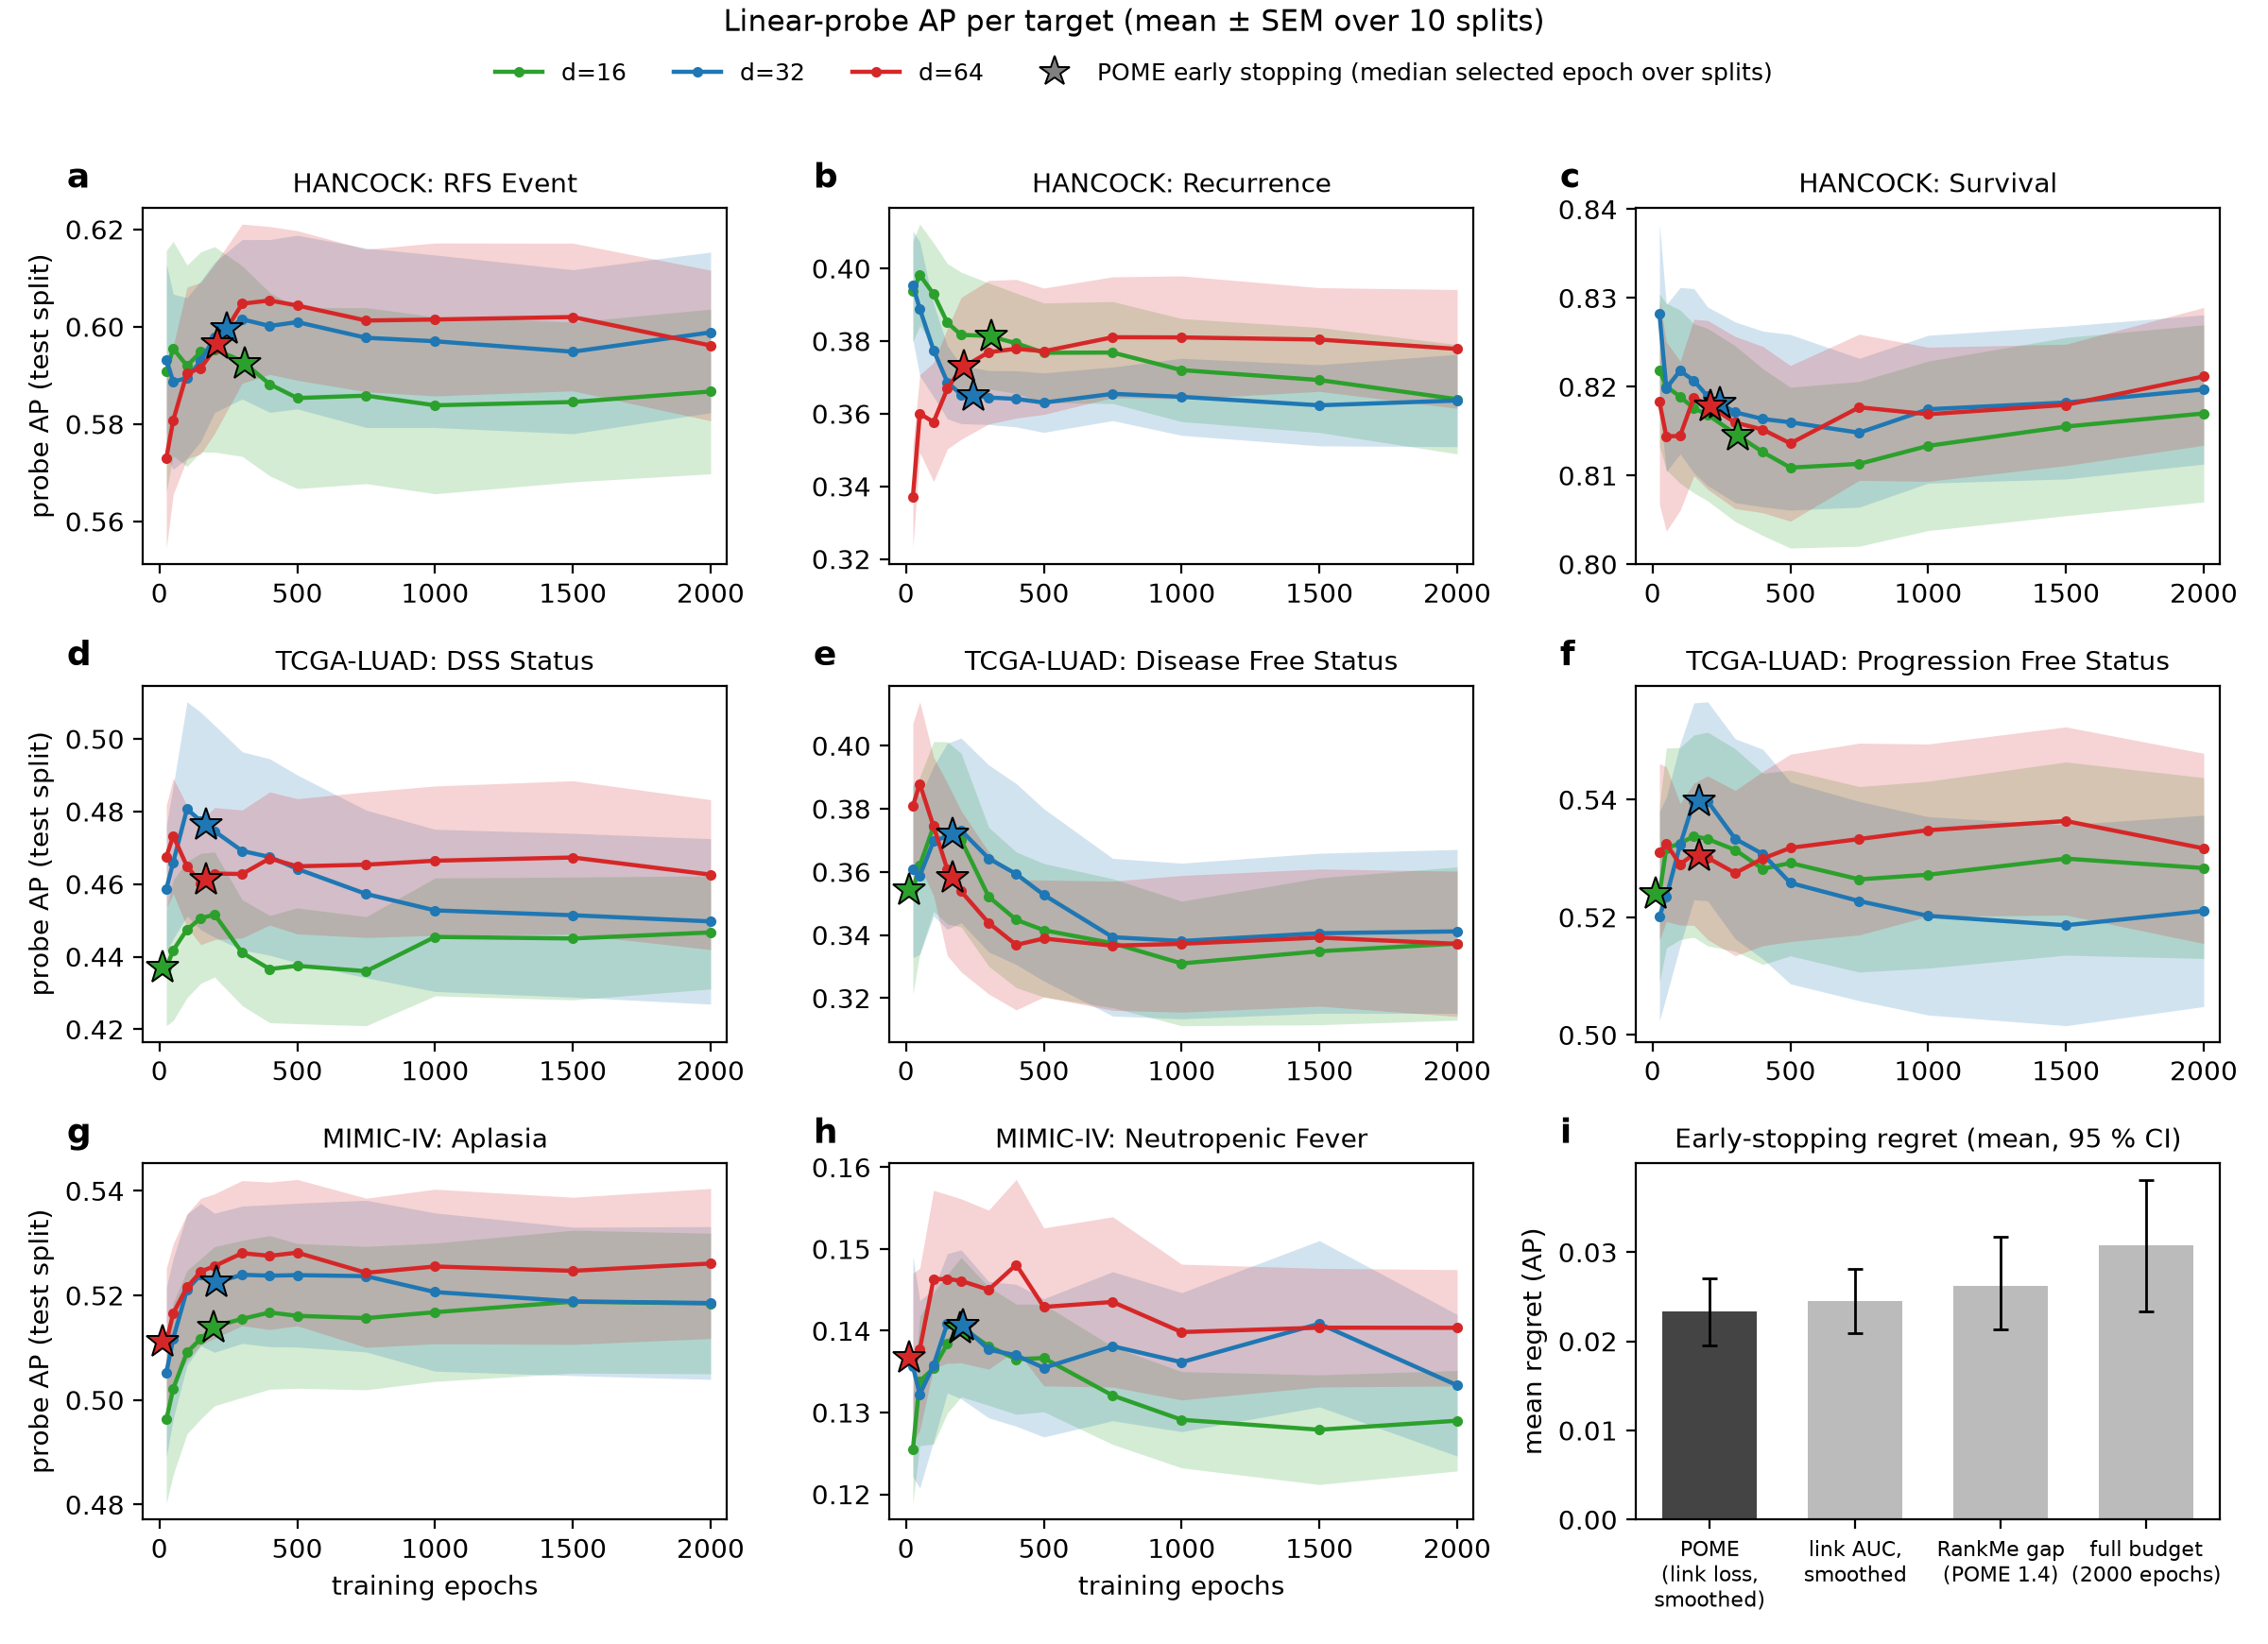 Linear-probe AP per target (mean ± SEM over 10 splits)
d=16 d=32 d=64 POME early stopping (median selected epoch over splits)
a HANCOCK: RFS Event
probe AP (test split)
0.62
0.60
0.58
0.56
0 500 1000 1500 2000
b HANCOCK: Recurrence
0.40
0.38
0.36
0.34
0.32
0 500 1000 1500 2000
c HANCOCK: Survival
0.84
0.83
0.82
0.81
0.80
0 500 1000 1500 2000
d TCGA-LUAD: DSS Status
probe AP (test split)
0.50
0.48
0.46
0.44
0.42
0 500 1000 1500 2000
e TCGA-LUAD: Disease Free Status
0.40
0.38
0.36
0.34
0.32
0 500 1000 1500 2000
f TCGA-LUAD: Progression Free Status
0.54
0.52
0.50
0 500 1000 1500 2000
g MIMIC-IV: Aplasia
probe AP (test split)
0.54
0.52
0.50
0.48
0 500 1000 1500 2000
training epochs
h MIMIC-IV: Neutropenic Fever
0.16
0.15
0.14
0.13
0.12
0 500 1000 1500 2000
training epochs
i Early-stopping regret (mean, 95 % CI)
mean regret (AP)
0.03
0.02
0.01
0.00
POME
(link loss,
smoothed)
link AUC,
smoothed
RankMe gap
(POME 1.4)
full budget
(2000 epochs)